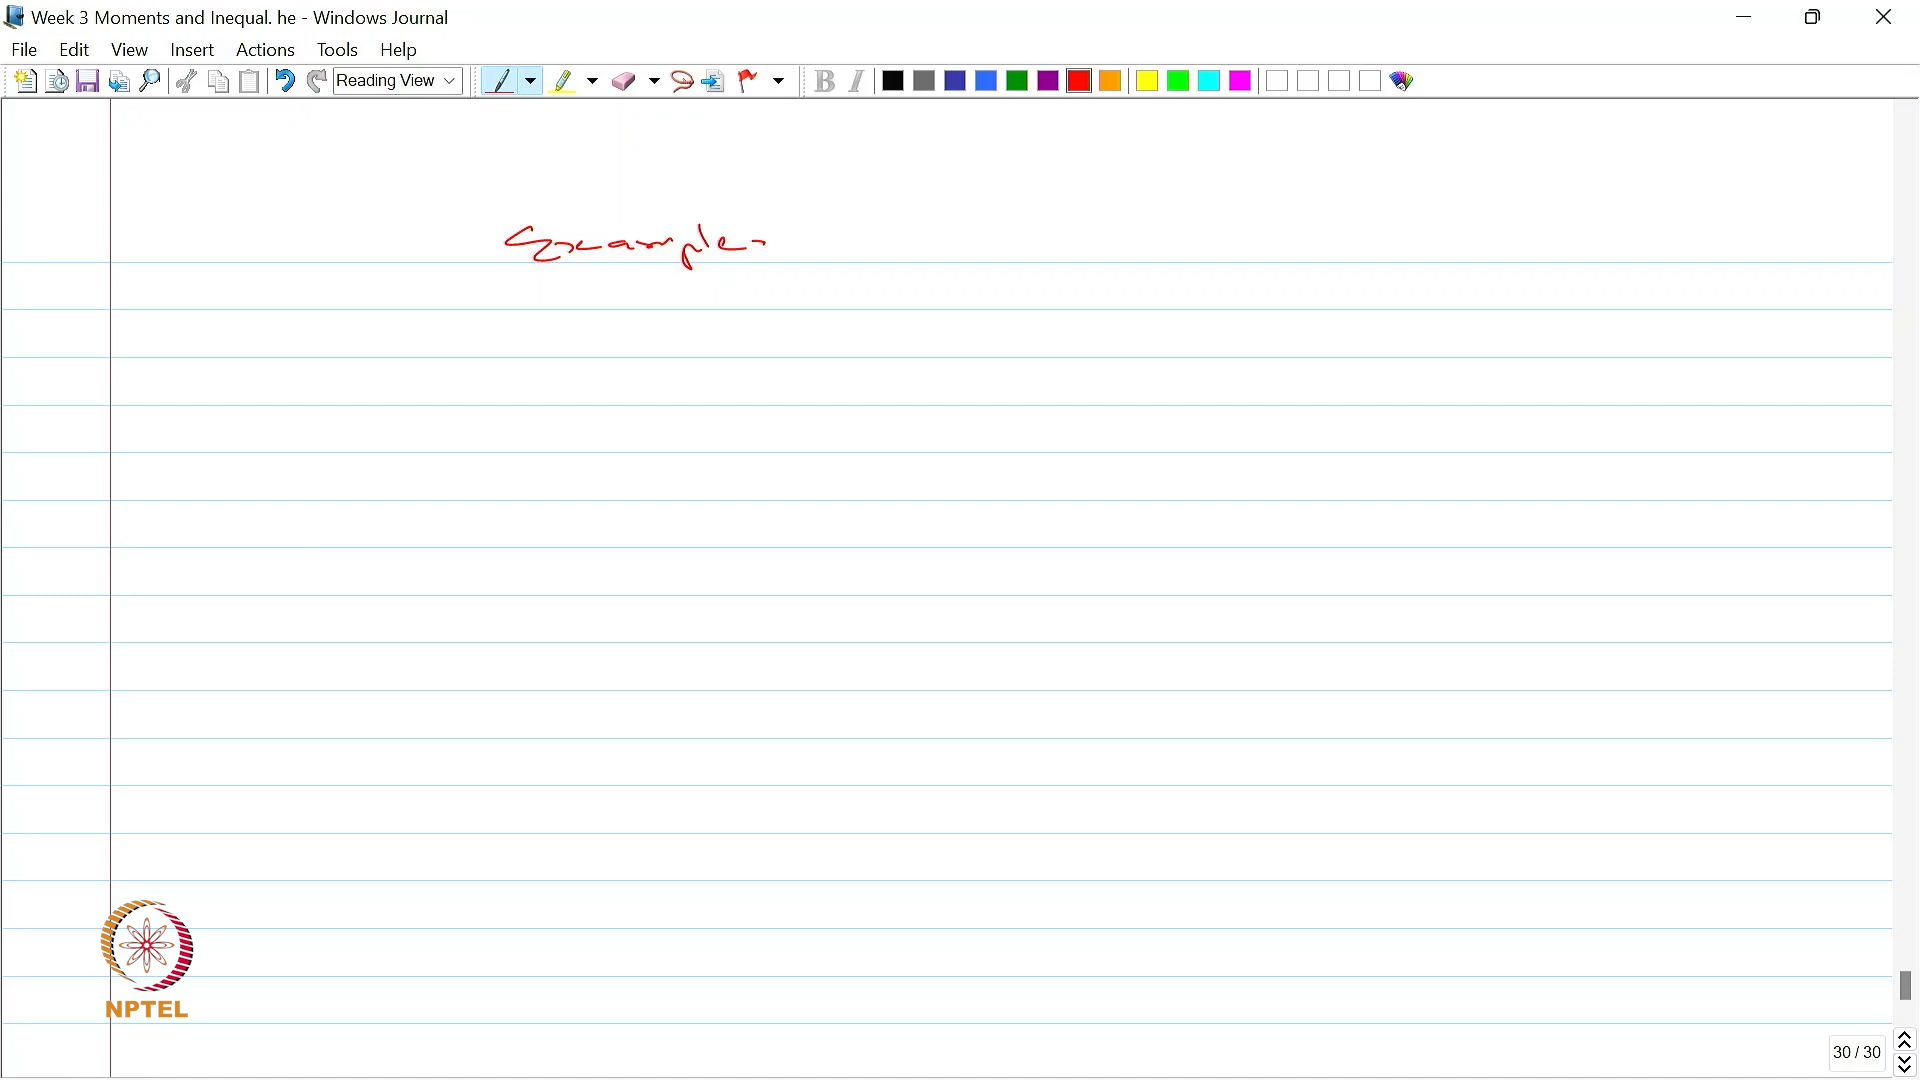 Week 3 Moments and Inequal. he - Windows Journal
File Edit View Insert Actions Tools Help
Reading View B I
Examples
NPTEL
30 / 30